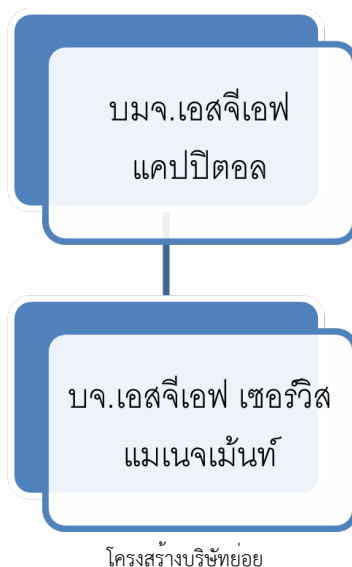 บมจ.เอสจีเอฟ
แคปปิตอล
บจ.เอสจีเอฟ เซอร์วิส
แมเนจเม้นท์
โครงสร้างบริษัทย่อย